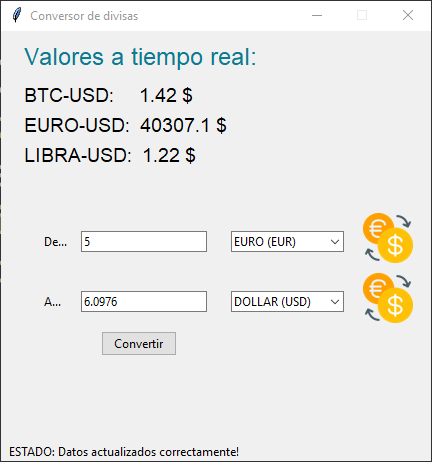 Conversor de divisas
Valores a tiempo real:
BTC-USD: 1.42 $
EURO-USD: 40307.1 $
LIBRA-USD: 1.22 $
De... 5 EURO (EUR)
€ $
A... 6.0976 DOLLAR (USD)
€ $
Convertir
ESTADO: Datos actualizados correctamente!